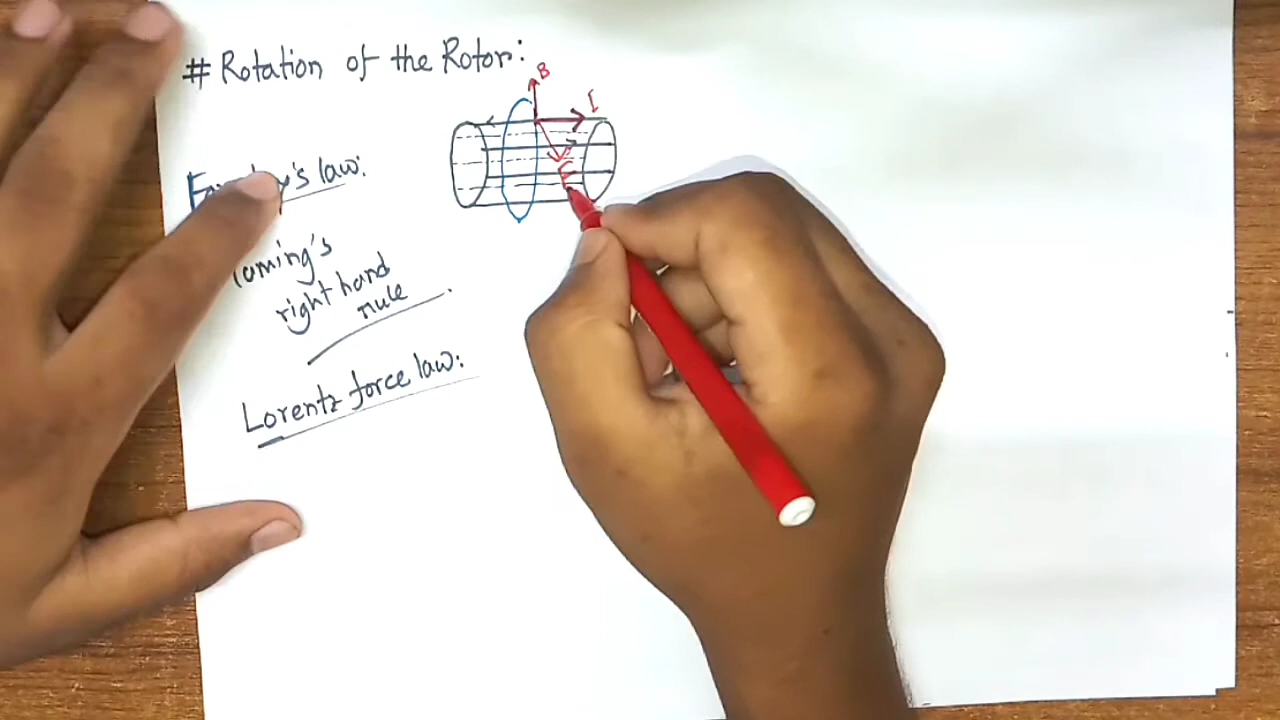 # Rotation of the Rotor:
B
I
F
law:
right hand
rule
Lorentz force law: